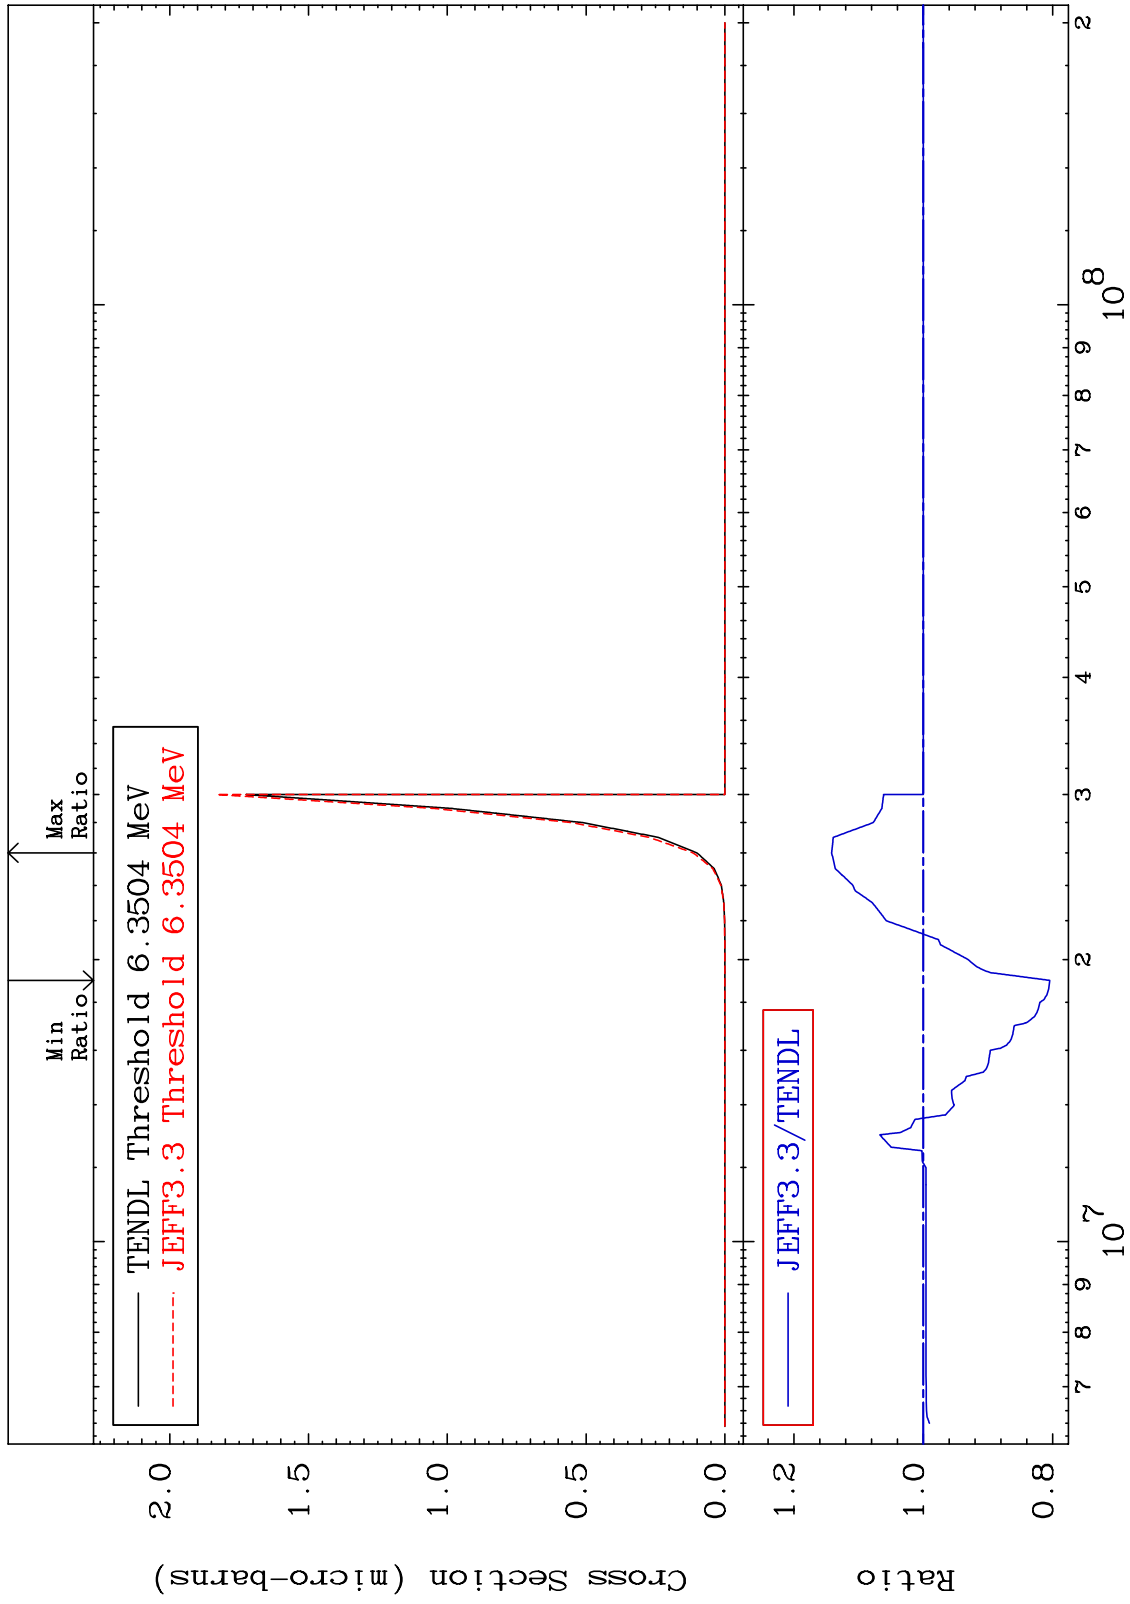 Min
Ratio
Max
Ratio
TENDL Threshold 6.3504 MeV
JEFF3.3 Threshold 6.3504 MeV
Cross Section (micro-barns)
2.0
1.5
1.0
0.5
0.0
JEFF3.3/TENDL
Ratio
1.2
1.0
0.8
7 8 9 2 3 4 5 6 7 8 9 2
10^7 10^8